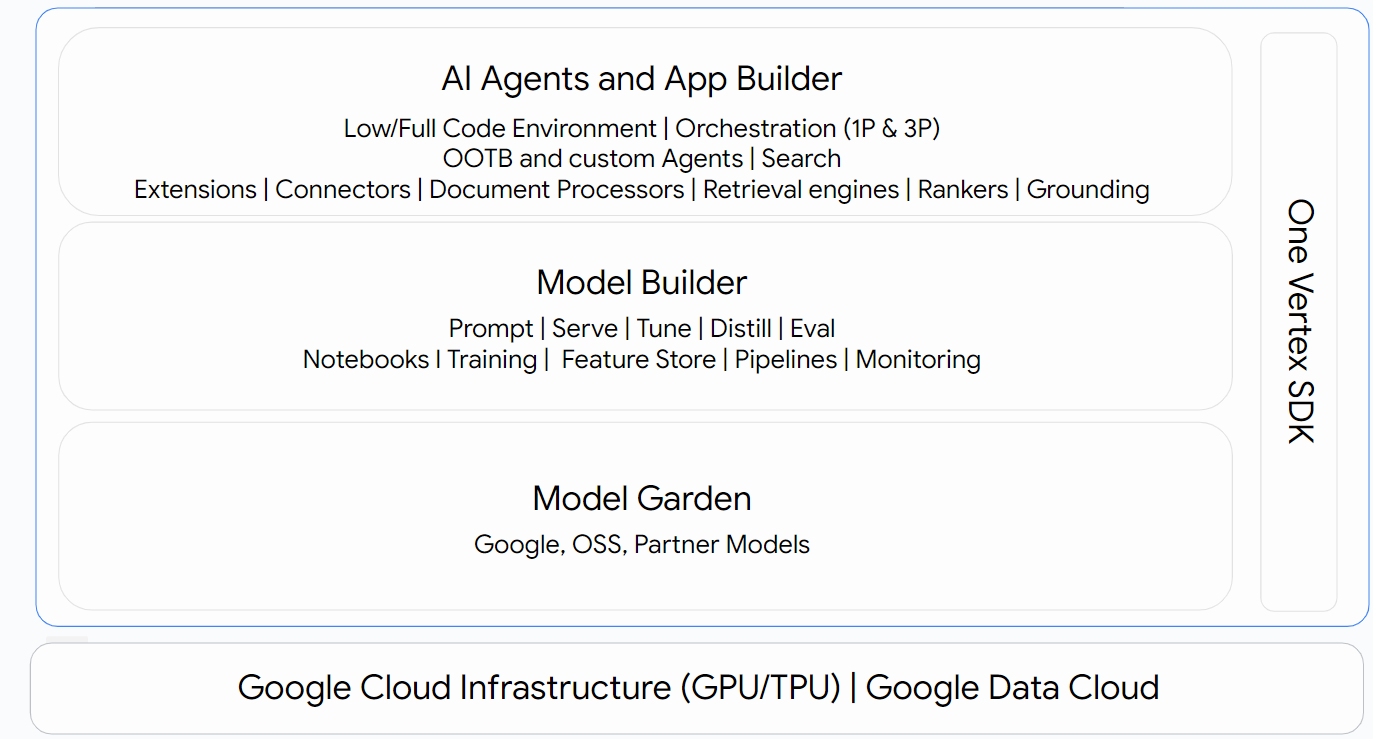 AI Agents and App Builder
Low/Full Code Environment | Orchestration (1P & 3P)
OOTB and custom Agents | Search
Extensions | Connectors | Document Processors | Retrieval engines | Rankers | Grounding
Model Builder
Prompt | Serve | Tune | Distill | Eval
Notebooks I Training | Feature Store | Pipelines | Monitoring
Model Garden
Google, OSS, Partner Models
One Vertex SDK
Google Cloud Infrastructure (GPU/TPU) | Google Data Cloud